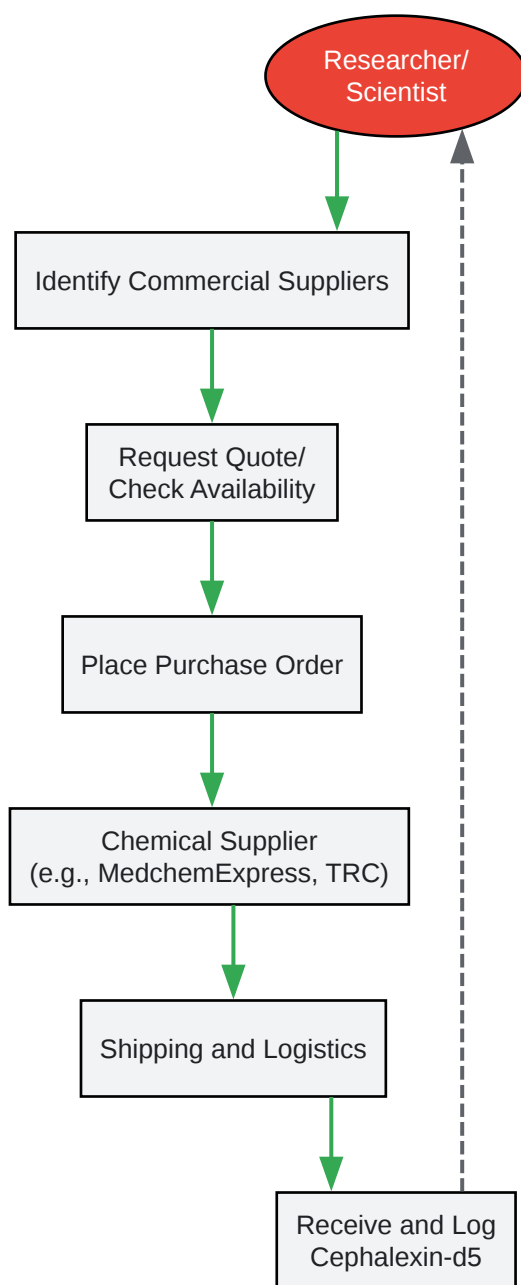 Researcher/
Scientist
Identify Commercial Suppliers
Request Quote/
Check Availability
Place Purchase Order
Chemical Supplier
(e.g., MedchemExpress, TRC)
Shipping and Logistics
Receive and Log
Cephalexin-d5